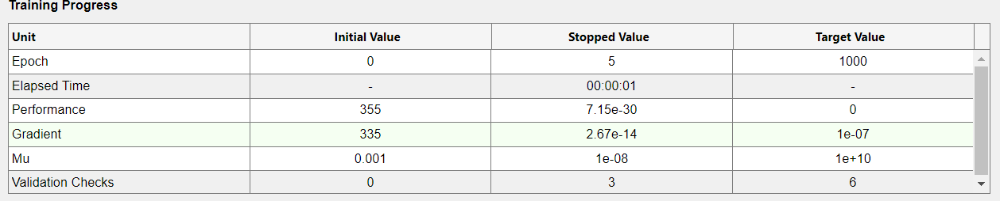 Training Progress
Unit Initial Value Stopped Value Target Value
Epoch 0 5 1000
Elapsed Time - 00:00:01 -
Performance 355 7.15e-30 0
Gradient 335 2.67e-14 1e-07
Mu 0.001 1e-08 1e+10
Validation Checks 0 3 6